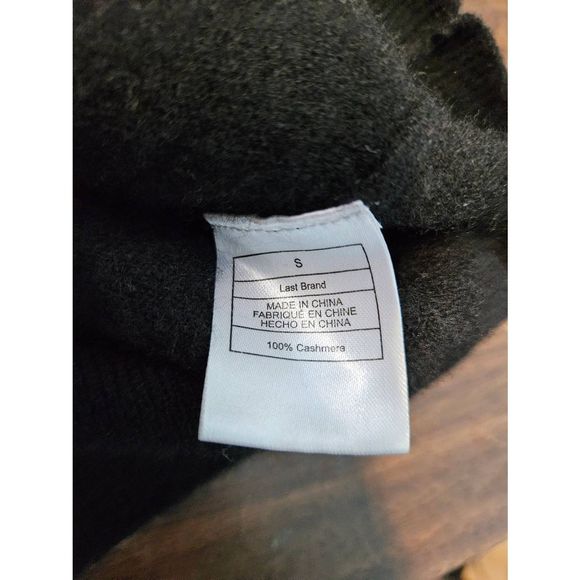 S
Last Brand
MADE IN CHINA
FABRIQUÉ EN CHINE
HECHO EN CHINA
100% Cashmere